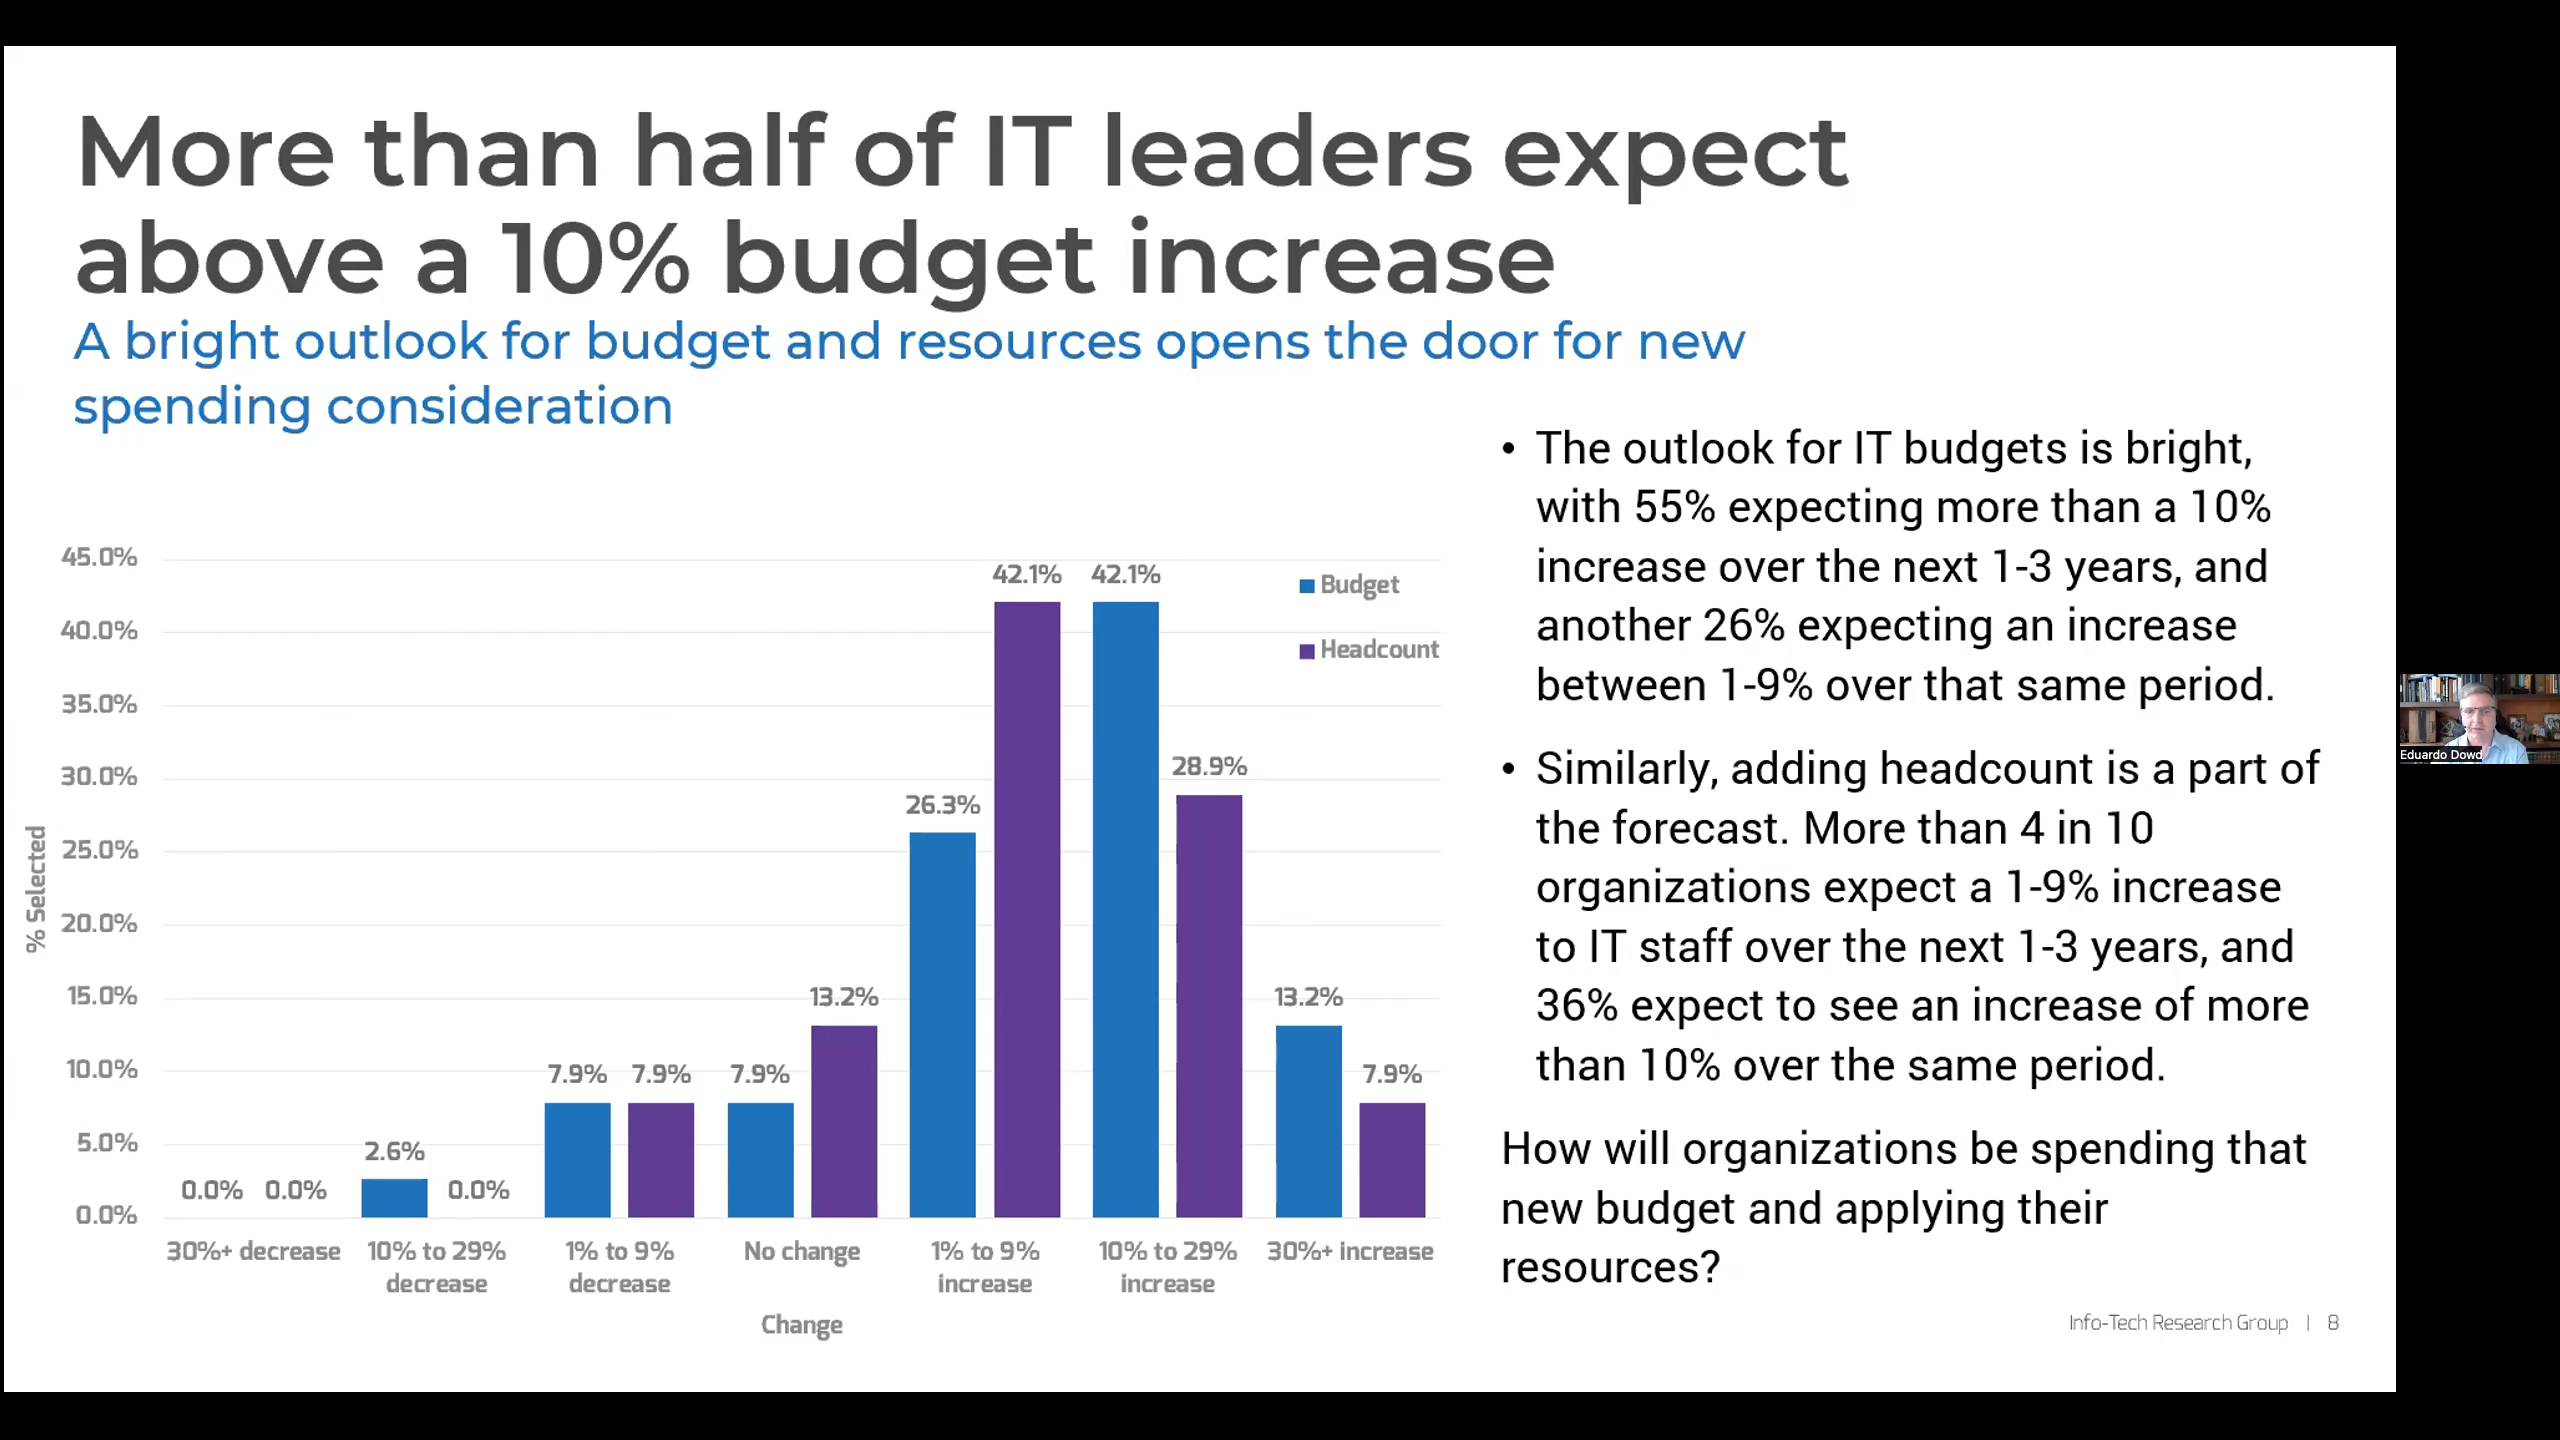 More than half of IT leaders expect
above a 10% budget increase
A bright outlook for budget and resources opens the door for new
spending consideration
45.0%
40.0%
35.0%
30.0%
25.0%
20.0%
15.0%
10.0%
5.0%
0.0%
% Selected
0.0% 0.0%
2.6% 0.0%
7.9% 7.9%
7.9% 13.2%
26.3% 42.1%
42.1% 28.9%
13.2% 7.9%
Budget
Headcount
30%+ decrease
10% to 29%
decrease
1% to 9%
decrease
No change
1% to 9%
increase
10% to 29%
increase
30%+ increase
Change
• The outlook for IT budgets is bright,
with 55% expecting more than a 10%
increase over the next 1-3 years, and
another 26% expecting an increase
between 1-9% over that same period.
• Similarly, adding headcount is a part of
the forecast. More than 4 in 10
organizations expect a 1-9% increase
to IT staff over the next 1-3 years, and
36% expect to see an increase of more
than 10% over the same period.
How will organizations be spending that
new budget and applying their
resources?
Info-Tech Research Group | 8
Eduardo Dowd